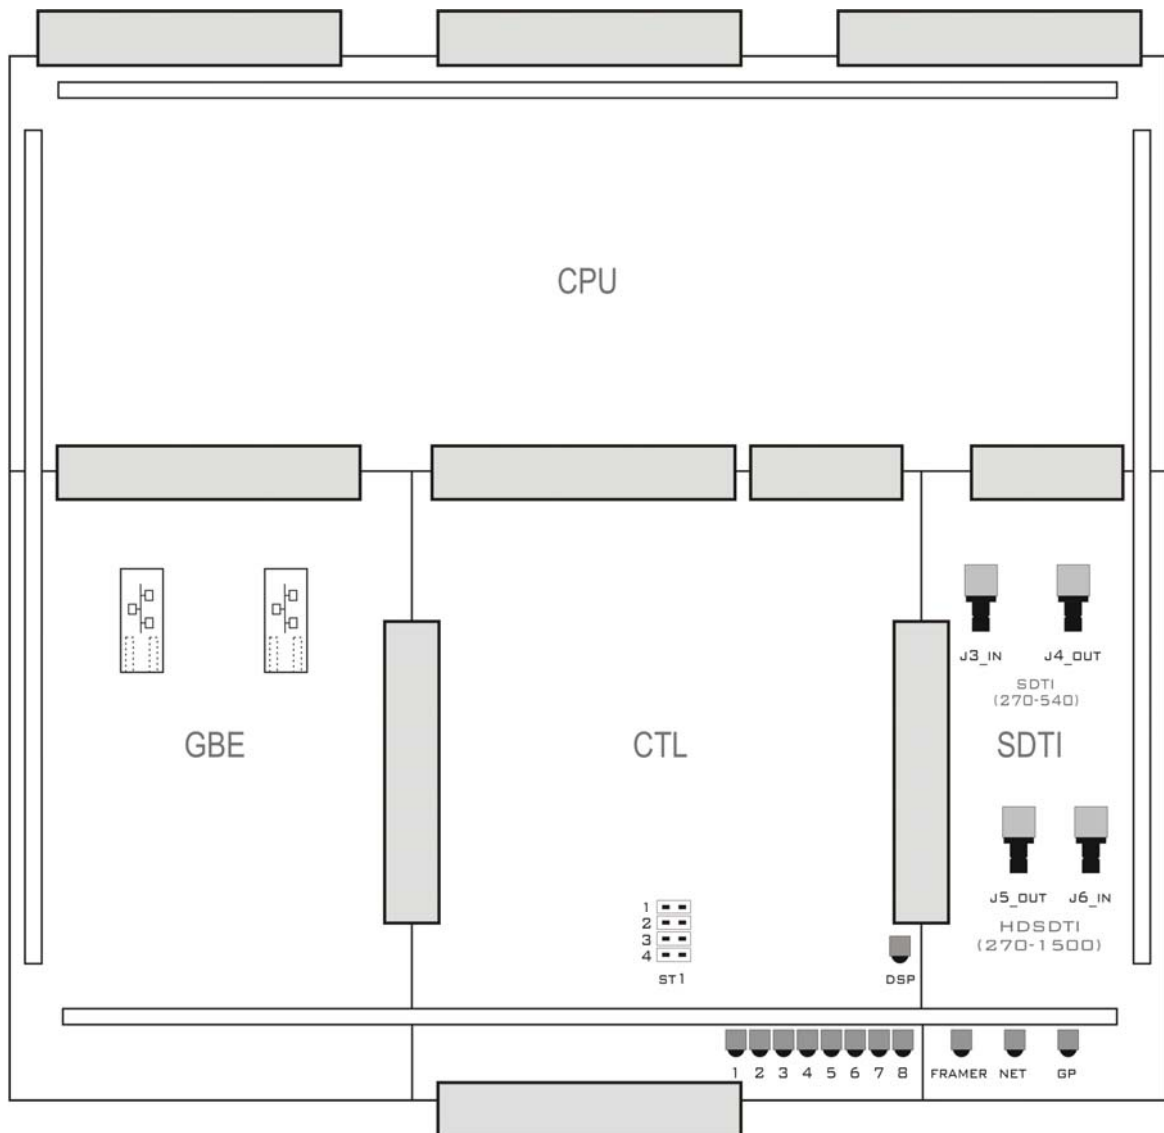 CPU
J3_IN J4_OUT
SDTI
(270-540)
GBE CTL SDTI
J5_OUT J6_IN
HDSDTI
(270-1500)
1
2
3
4
ST1
DSP
1 2 3 4 5 6 7 8 FRAMER NET GP